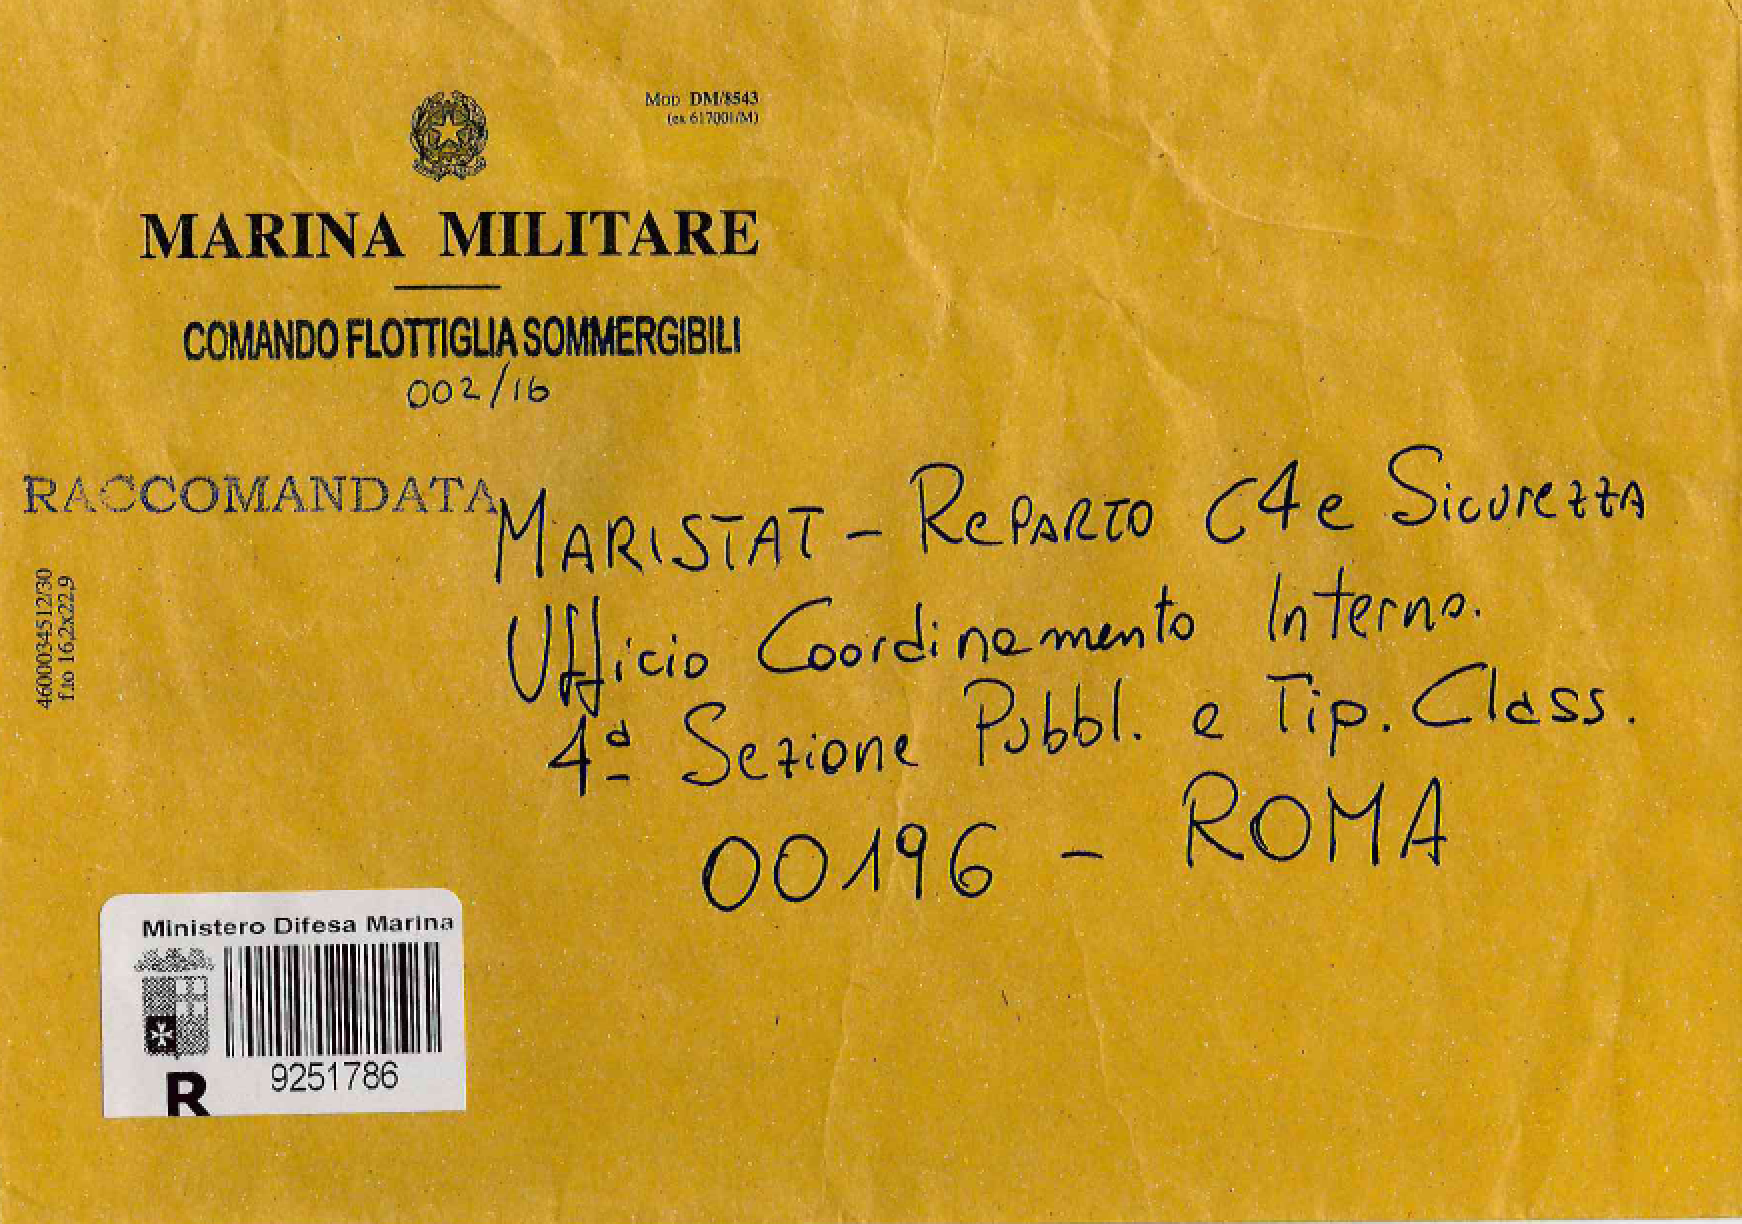 Mod DM/8543
(ex 617001/M)
MARINA MILITARE
COMANDO FLOTTIGLIA SOMMERGIBILI
002/16
RACCOMANDATA
MARISTAT - RePARTO C4 e SicurezzA
Ufficio Coordinamento Interno.
4ª Sezione Pubbl. e Tip. Class.
00196 - ROMA
460003451230
f.to 16,2x22,9
Ministero Difesa Marina
R 9251786